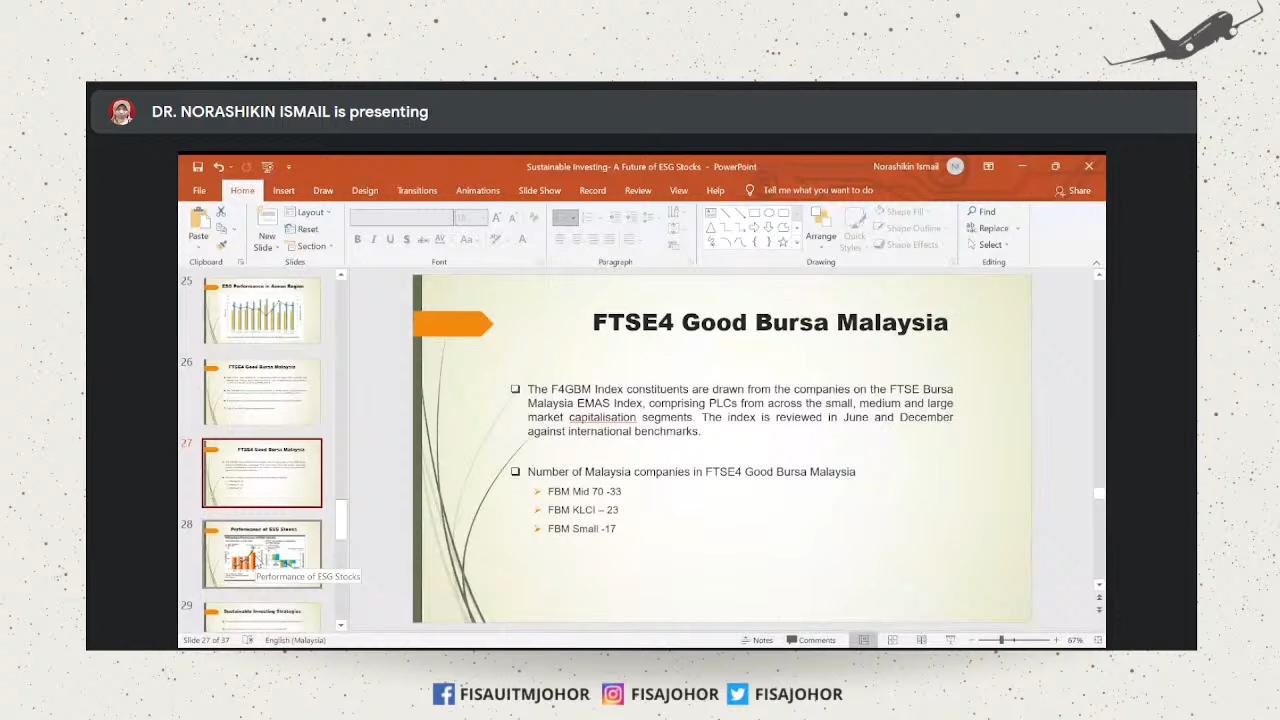 DR. NORASHIKIN ISMAIL is presenting
Sustainable Investing- A Future of ESG Stocks - PowerPoint
Norashikin Ismail
NI
File Home Insert Draw Design Transitions Animations Slide Show Record Review View Help Tell me what you want to do Share
Paste
New
Slide
Layout
Reset
Section
18
Aa
Arrange
Quick
Styles
Shape Fill
Shape Outline
Shape Effects
Find
Replace
Select
Clipboard Slides Font Paragraph Drawing Editing
25
ESG Performance in Asean Region
26
FTSE4 Good Bursa Malaysia
27
FTSE4 Good Bursa Malaysia
28
Performance of ESG Stocks
Performance of ESG Stocks
29
Sustainable Investing Strategies
FTSE4 Good Bursa Malaysia
The F4GBM Index constituents are drawn from the companies on the FTSE Bursa
Malaysia EMAS Index, comprising PLCs from across the small, medium and large
market capitalisation segments. The index is reviewed in June and December
against international benchmarks.
Number of Malaysia companies in FTSE4 Good Bursa Malaysia
FBM Mid 70 -33
FBM KLCI – 23
FBM Small -17
Slide 27 of 37 English (Malaysia) Notes Comments 67%
FISAUITMJOHOR FISAJOHOR FISAJOHOR